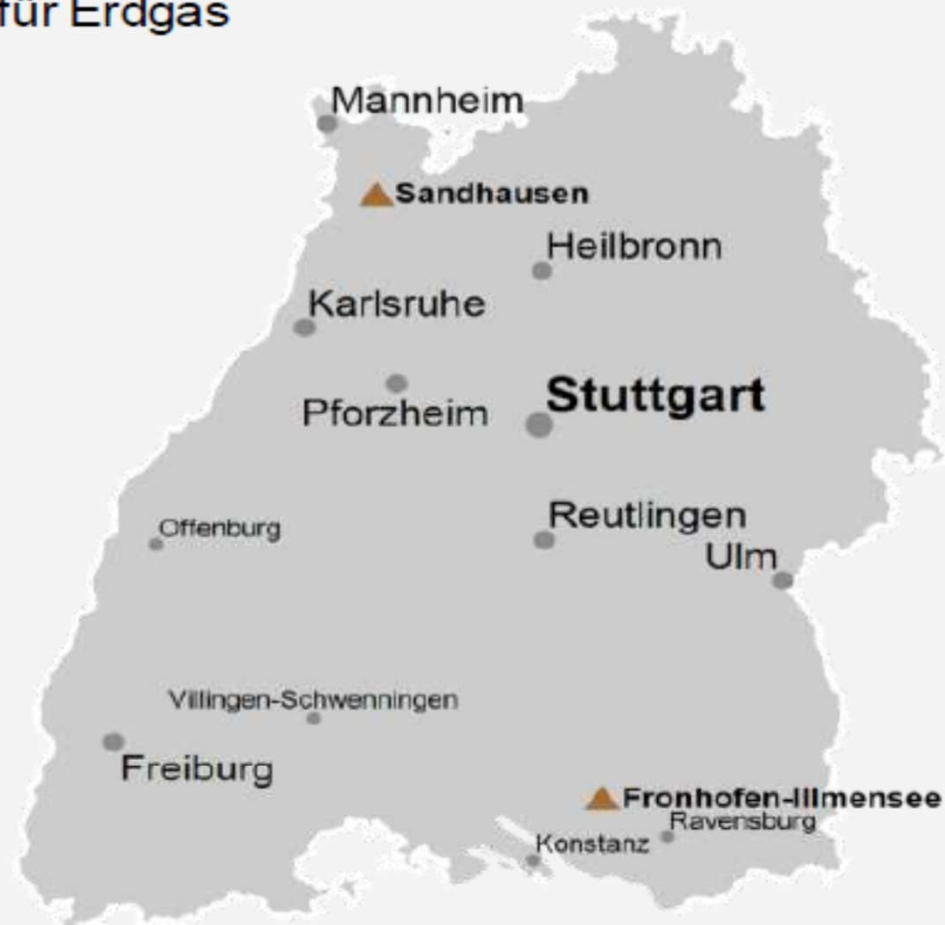 für Erdgas
Mannheim
Sandhausen
Heilbronn
Karlsruhe
Stuttgart
Pforzheim
Reutlingen
Offenburg
Ulm
Villingen-Schwenningen
Freiburg
Fronhofen-Illmensee
Ravensburg
Konstanz